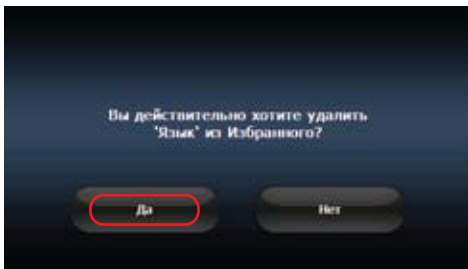 Вы действительно хотите удалить
'Язык' из Избранного?
Да
Нет